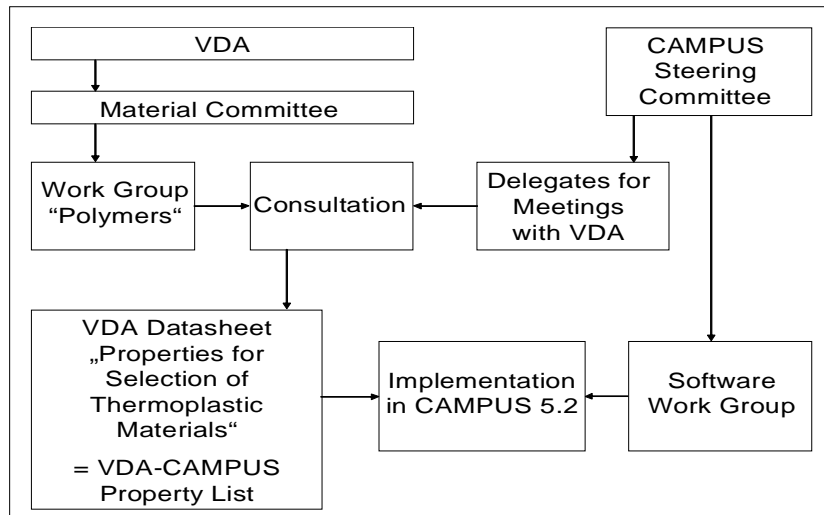 VDA
CAMPUS
Steering
Committee
Material Committee
Work Group
“Polymers“
Consultation
Delegates for
Meetings
with VDA
VDA Datasheet
„Properties for
Selection of
Thermoplastic
Materials“
= VDA-CAMPUS
Property List
Implementation
in CAMPUS 5.2
Software
Work Group